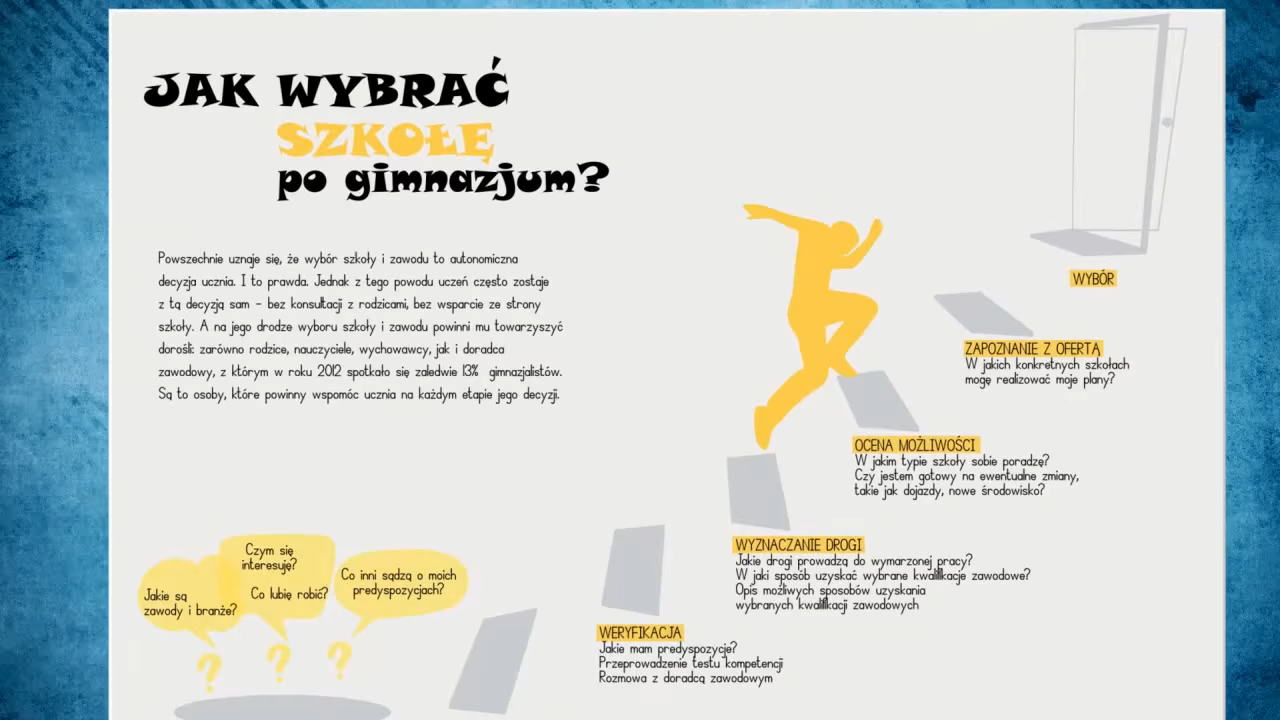 JAK WYBRAĆ
SZKOŁĘ
po gimnazjum?
Powszechnie uznaje się, że wybór szkoły i zawodu to autonomiczna
decyzja ucznia. I to prawda. Jednak z tego powodu uczeń często zostaje
z tą decyzją sam - bez konsultacji z rodzicami, bez wsparcie ze strony
szkoły. A na jego drodze wyboru szkoły i zawodu powinni mu towarzyszyć
dorośli: zarówno rodzice, nauczyciele, wychowawcy, jak i doradca
zawodowy, z którym w roku 2012 spotkało się zaledwie 13% gimnazjalistów.
Są to osoby, które powinny wspomóc ucznia na każdym etapie jego decyzji.
WYBÓR
ZAPOZNANIE Z OFERTĄ
W jakich konkretnych szkołach
mogę realizować moje plany?
OCENA MOŻLIWOŚCI
W jakim typie szkoły sobie poradzę?
Czy jestem gotowy na ewentualne zmiany,
takie jak dojazdy, nowe środowisko?
WYZNACZANIE DROGI
Jakie drogi prowadzą do wymarzonej pracy?
W jaki sposób uzyskać wybrane kwalifikacje zawodowe?
Opis możliwych sposobów uzyskania
wybranych kwalifikacji zawodowych
WERYFIKACJA
Jakie mam predyspozycje?
Przeprowadzenie testu kompetencji
Rozmowa z doradcą zawodowym
Jakie są
zawody i branże?
Czym się
interesuję?
Co lubię robić?
Co inni sądzą o moich
predyspozycjach?
? ? ?